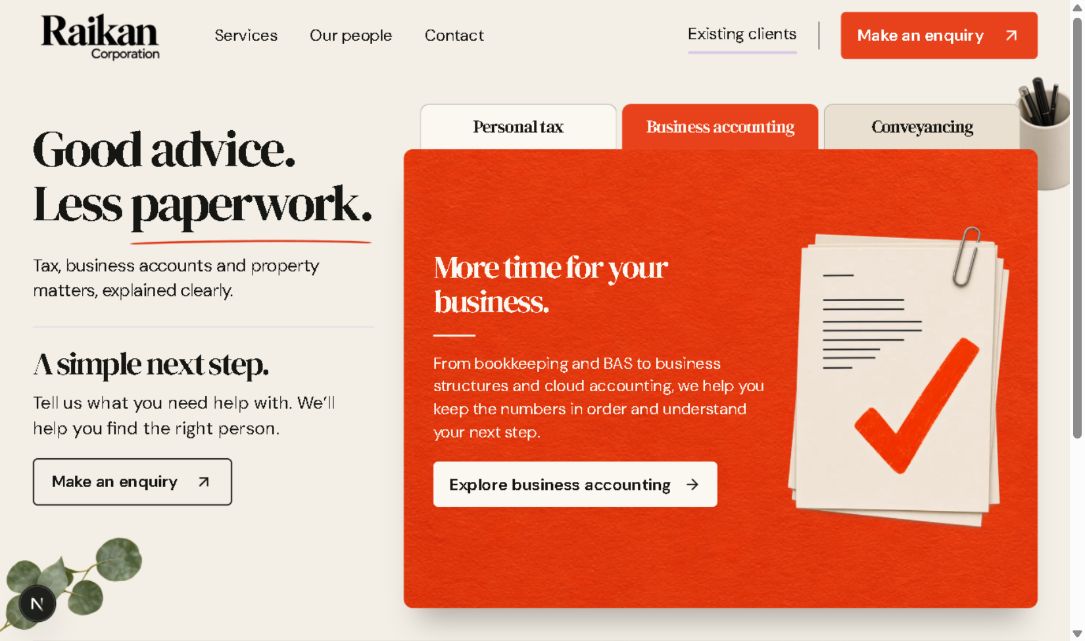 Raikan
Corporation
Services
Our people
Contact
Existing clients
Make an enquiry
Good advice.
Less paperwork.
Tax, business accounts and property
matters, explained clearly.
A simple next step.
Tell us what you need help with. We’ll
help you find the right person.
Make an enquiry
Personal tax
Business accounting
Conveyancing
More time for your
business.
From bookkeeping and BAS to business
structures and cloud accounting, we help you
keep the numbers in order and understand
your next step.
Explore business accounting
N